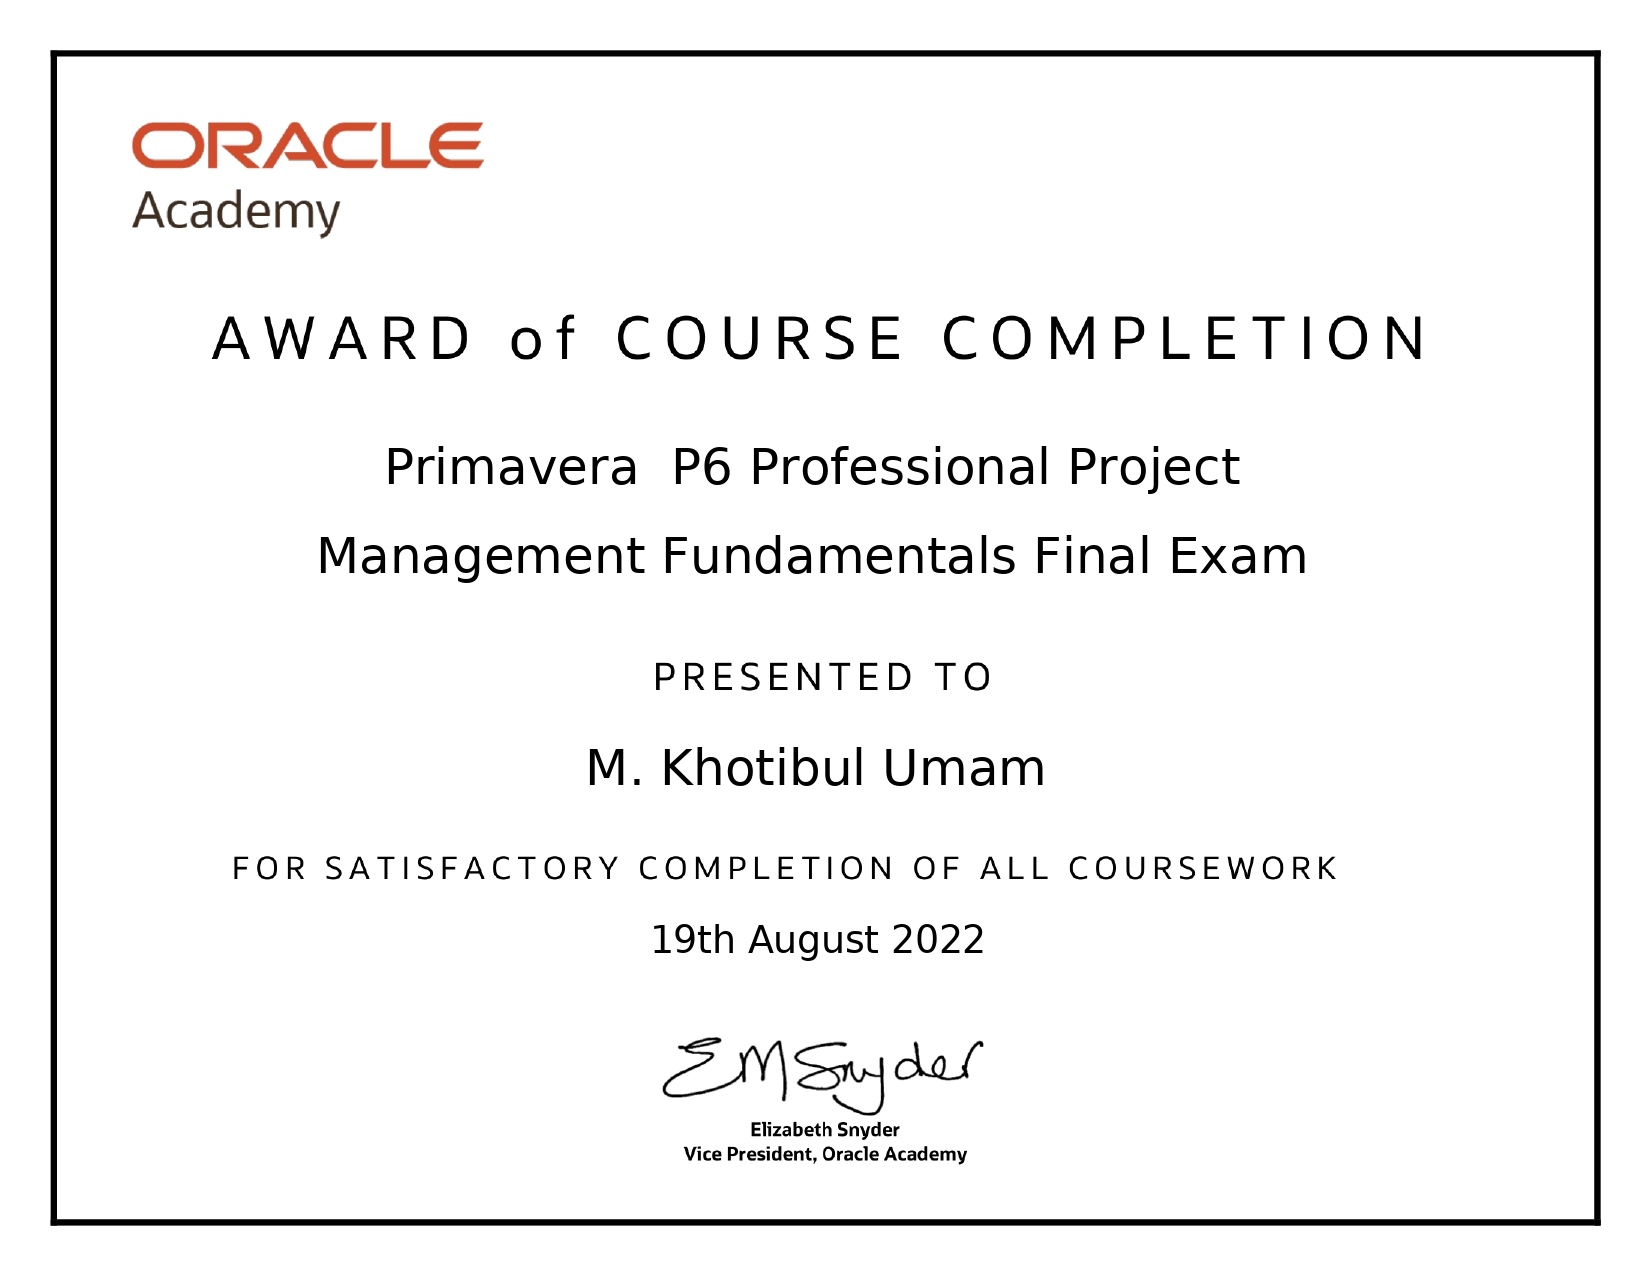 ORACLE
Academy
AWARD of COURSE COMPLETION
Primavera  P6 Professional Project
Management Fundamentals Final Exam
PRESENTED TO
M. Khotibul Umam
FOR SATISFACTORY COMPLETION OF ALL COURSEWORK
19th August 2022
EM Snyder
Elizabeth Snyder
Vice President, Oracle Academy